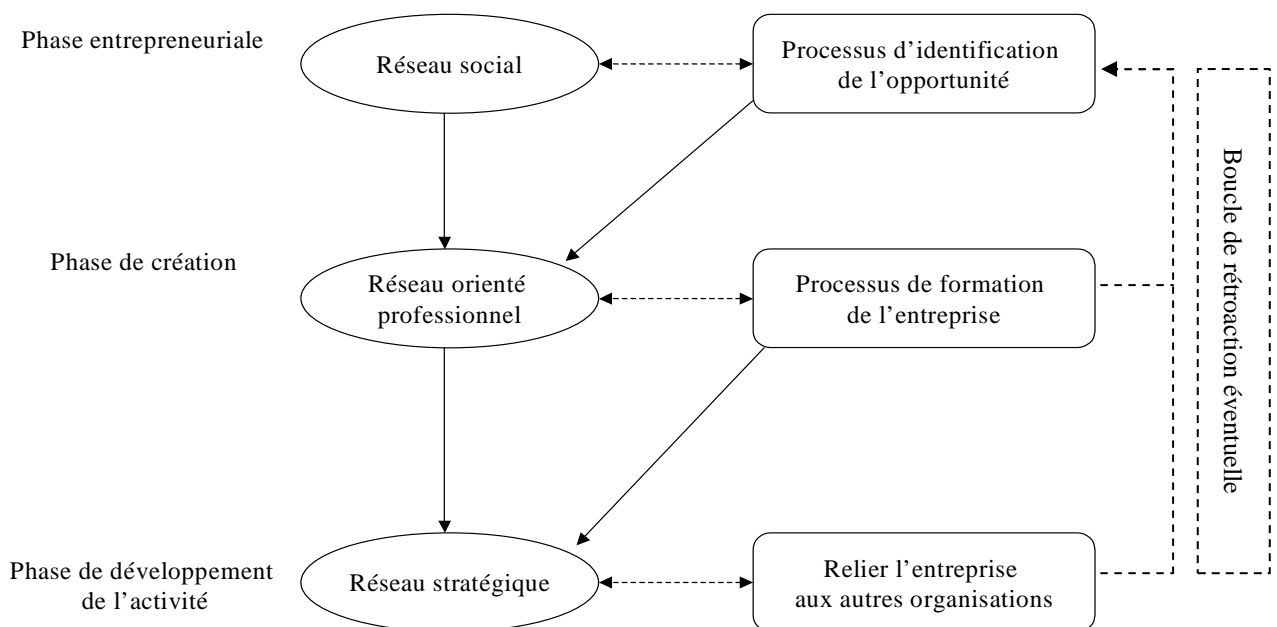 Phase entrepreneuriale
Réseau social
Processus d’identification
de l’opportunité
Boucle de rétroaction éventuelle
Phase de création
Réseau orienté
professionnel
Processus de formation
de l’entreprise
Phase de développement
de l’activité
Réseau stratégique
Relier l’entreprise
aux autres organisations